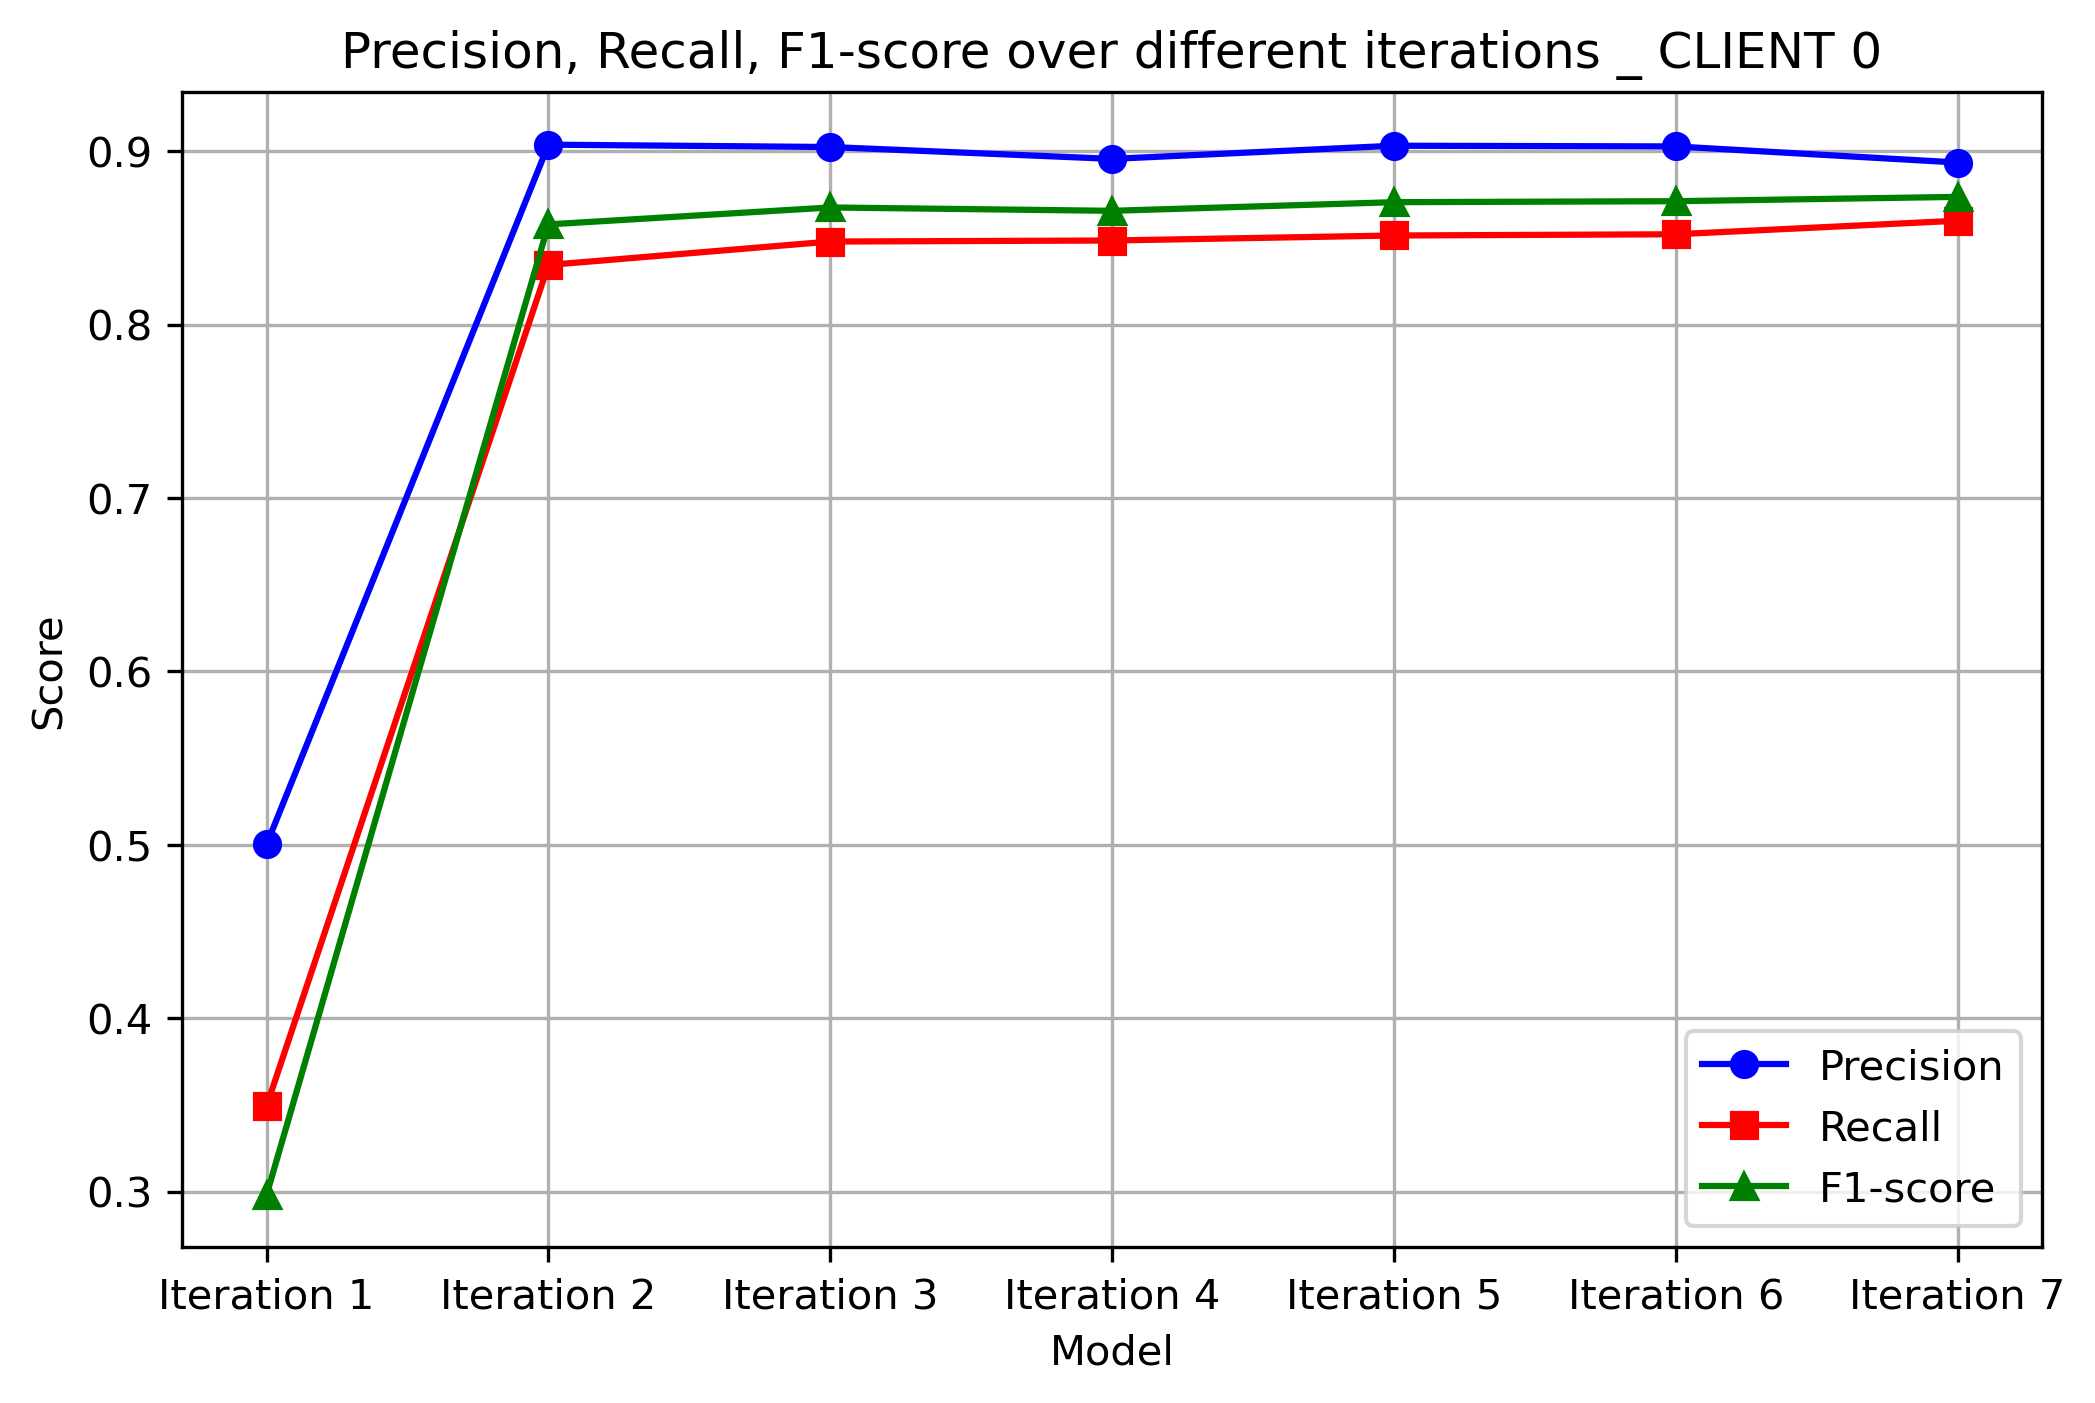 Precision, Recall, F1-score over different iterations _ CLIENT 0
Score
0.9
0.8
0.7
0.6
0.5
0.4
0.3
Precision
Recall
F1-score
Iteration 1 Iteration 2 Iteration 3 Iteration 4 Iteration 5 Iteration 6 Iteration 7
Model